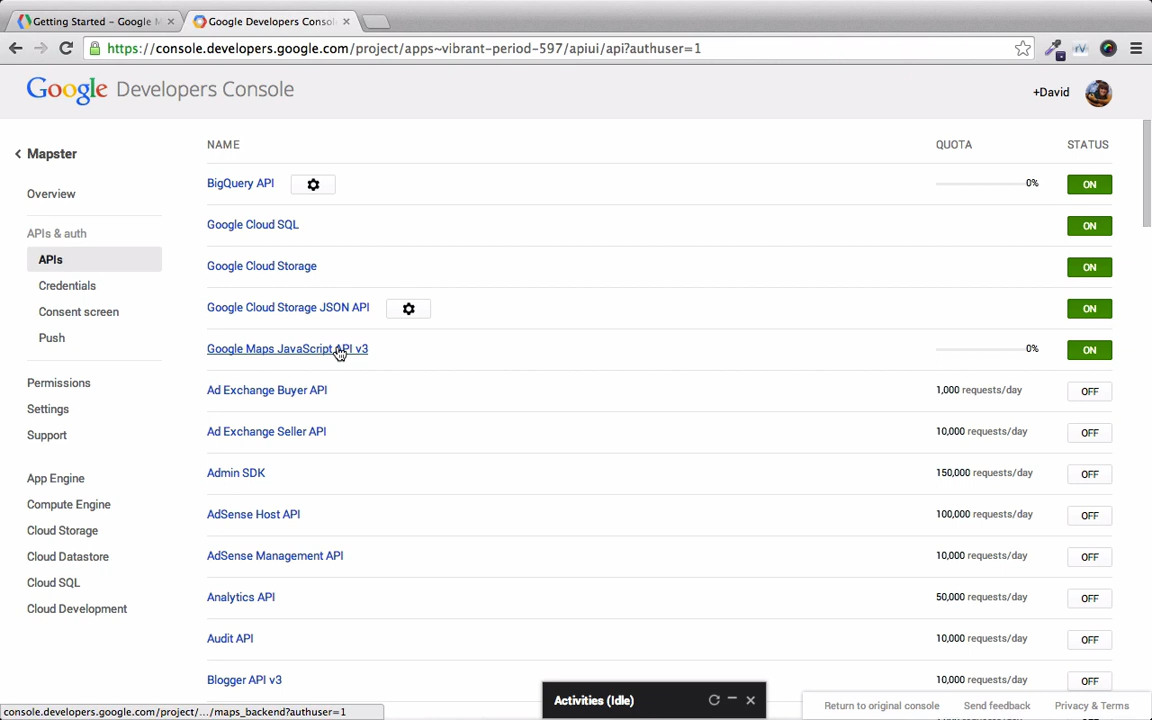 Getting Started – Google M
Google Developers Consol
https://console.developers.google.com/project/apps~vibrant-period-597/apiui/api?authuser=1
Google Developers Console
+David
Mapster
Overview
APIs & auth
APIs
Credentials
Consent screen
Push
Permissions
Settings
Support
App Engine
Compute Engine
Cloud Storage
Cloud Datastore
Cloud SQL
Cloud Development
NAME QUOTA STATUS
BigQuery API 0% ON
Google Cloud SQL ON
Google Cloud Storage ON
Google Cloud Storage JSON API ON
Google Maps JavaScript API v3 0% ON
Ad Exchange Buyer API 1,000 requests/day OFF
Ad Exchange Seller API 10,000 requests/day OFF
Admin SDK 150,000 requests/day OFF
AdSense Host API 100,000 requests/day OFF
AdSense Management API 10,000 requests/day OFF
Analytics API 50,000 requests/day OFF
Audit API 10,000 requests/day OFF
Blogger API v3 10,000 requests/day OFF
Activities (Idle)
Return to original console Send feedback Privacy & Terms
console.developers.google.com/project/.../maps_backend?authuser=1